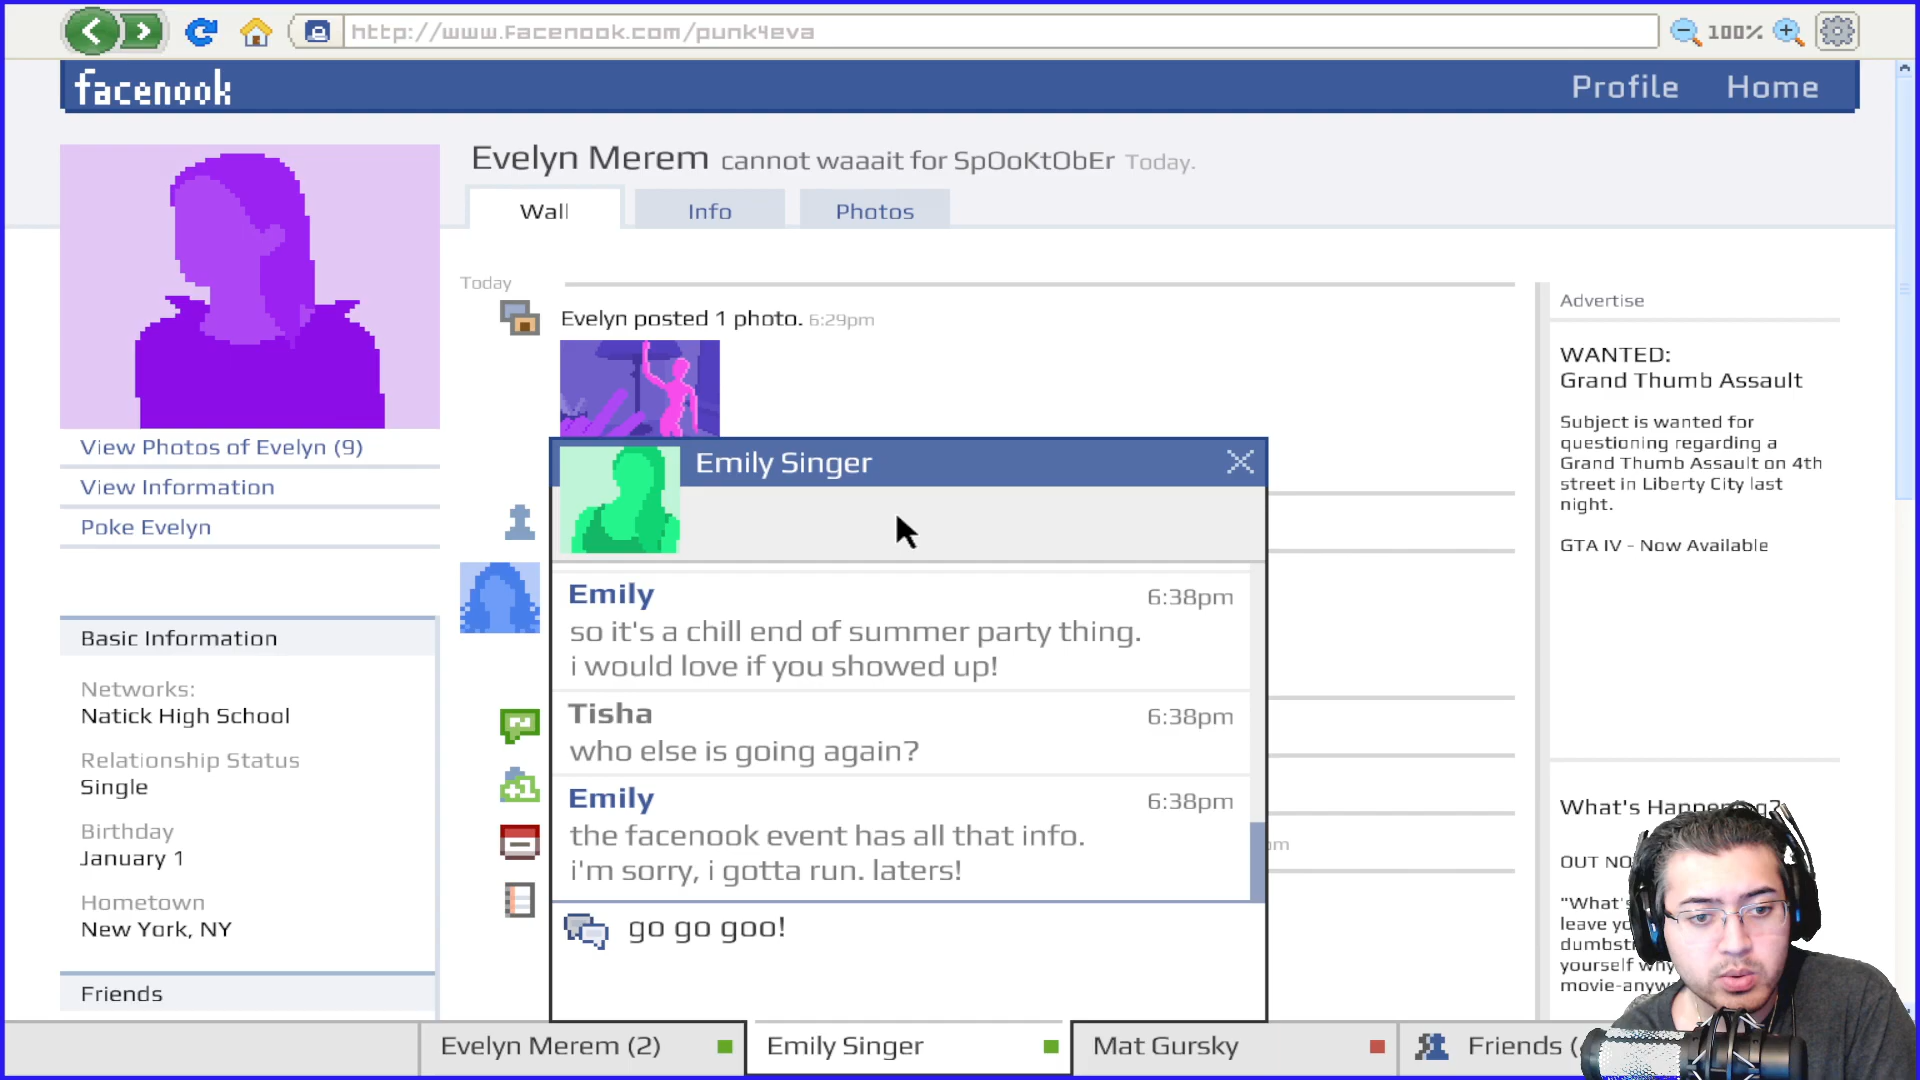 http://www.facenook.com/punk4eva
100%
facenook
Profile
Home
Evelyn Merem cannot waaait for SpOoKtObEr Today.
Wall
Info
Photos
Today
Evelyn posted 1 photo. 6:29pm
View Photos of Evelyn (9)
View Information
Poke Evelyn
Basic Information
Networks:
Natick High School
Relationship Status
Single
Birthday
January 1
Hometown
New York, NY
Friends
Emily Singer
Emily 6:38pm
so it's a chill end of summer party thing.
i would love if you showed up!
Tisha 6:38pm
who else is going again?
Emily 6:38pm
the facenook event has all that info.
i'm sorry, i gotta run. laters!
go go goo!
Advertise
WANTED:
Grand Thumb Assault
Subject is wanted for
questioning regarding a
Grand Thumb Assault on 4th
street in Liberty City last
night.
GTA IV - Now Available
What's
OUT
"What's
leave
yourself why
Evelyn Merem (2)
Emily Singer
Mat Gursky
Friends (